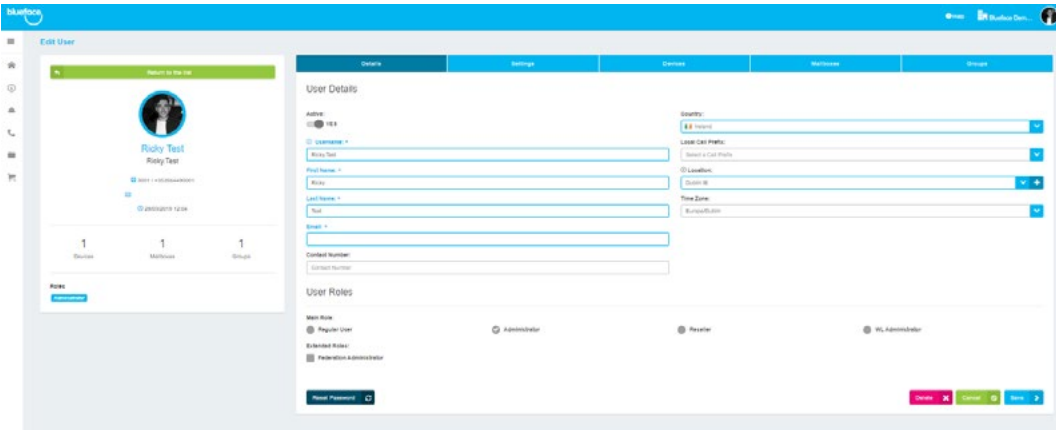 blueface
Blueface Dem...
Edit User
Return to the list
Ricky Test
Ricky Test
1
1
1
Devices
Mailboxes
Groups
Roles
Administrator
Details
Settings
Devices
Mailboxes
Groups
User Details
Active:
YES
Username: *
Ricky Test
First Name: *
Ricky
Last Name: *
Test
Email: *
Contact Number:
Contact Number
Country:
Ireland
Local Call Prefix:
Select a Call Prefix
Location:
Time Zone:
Europe/Dublin
User Roles
Main Role:
Regular User
Administrator
Reseller
WL Administrator
Extended Roles:
Federation Administrator
Reset Password
Delete
Cancel
Save